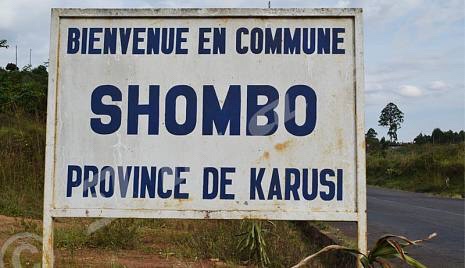 BIENVENUE EN COMMUNE
SHOMBO
PROVINCE DE KARUSI